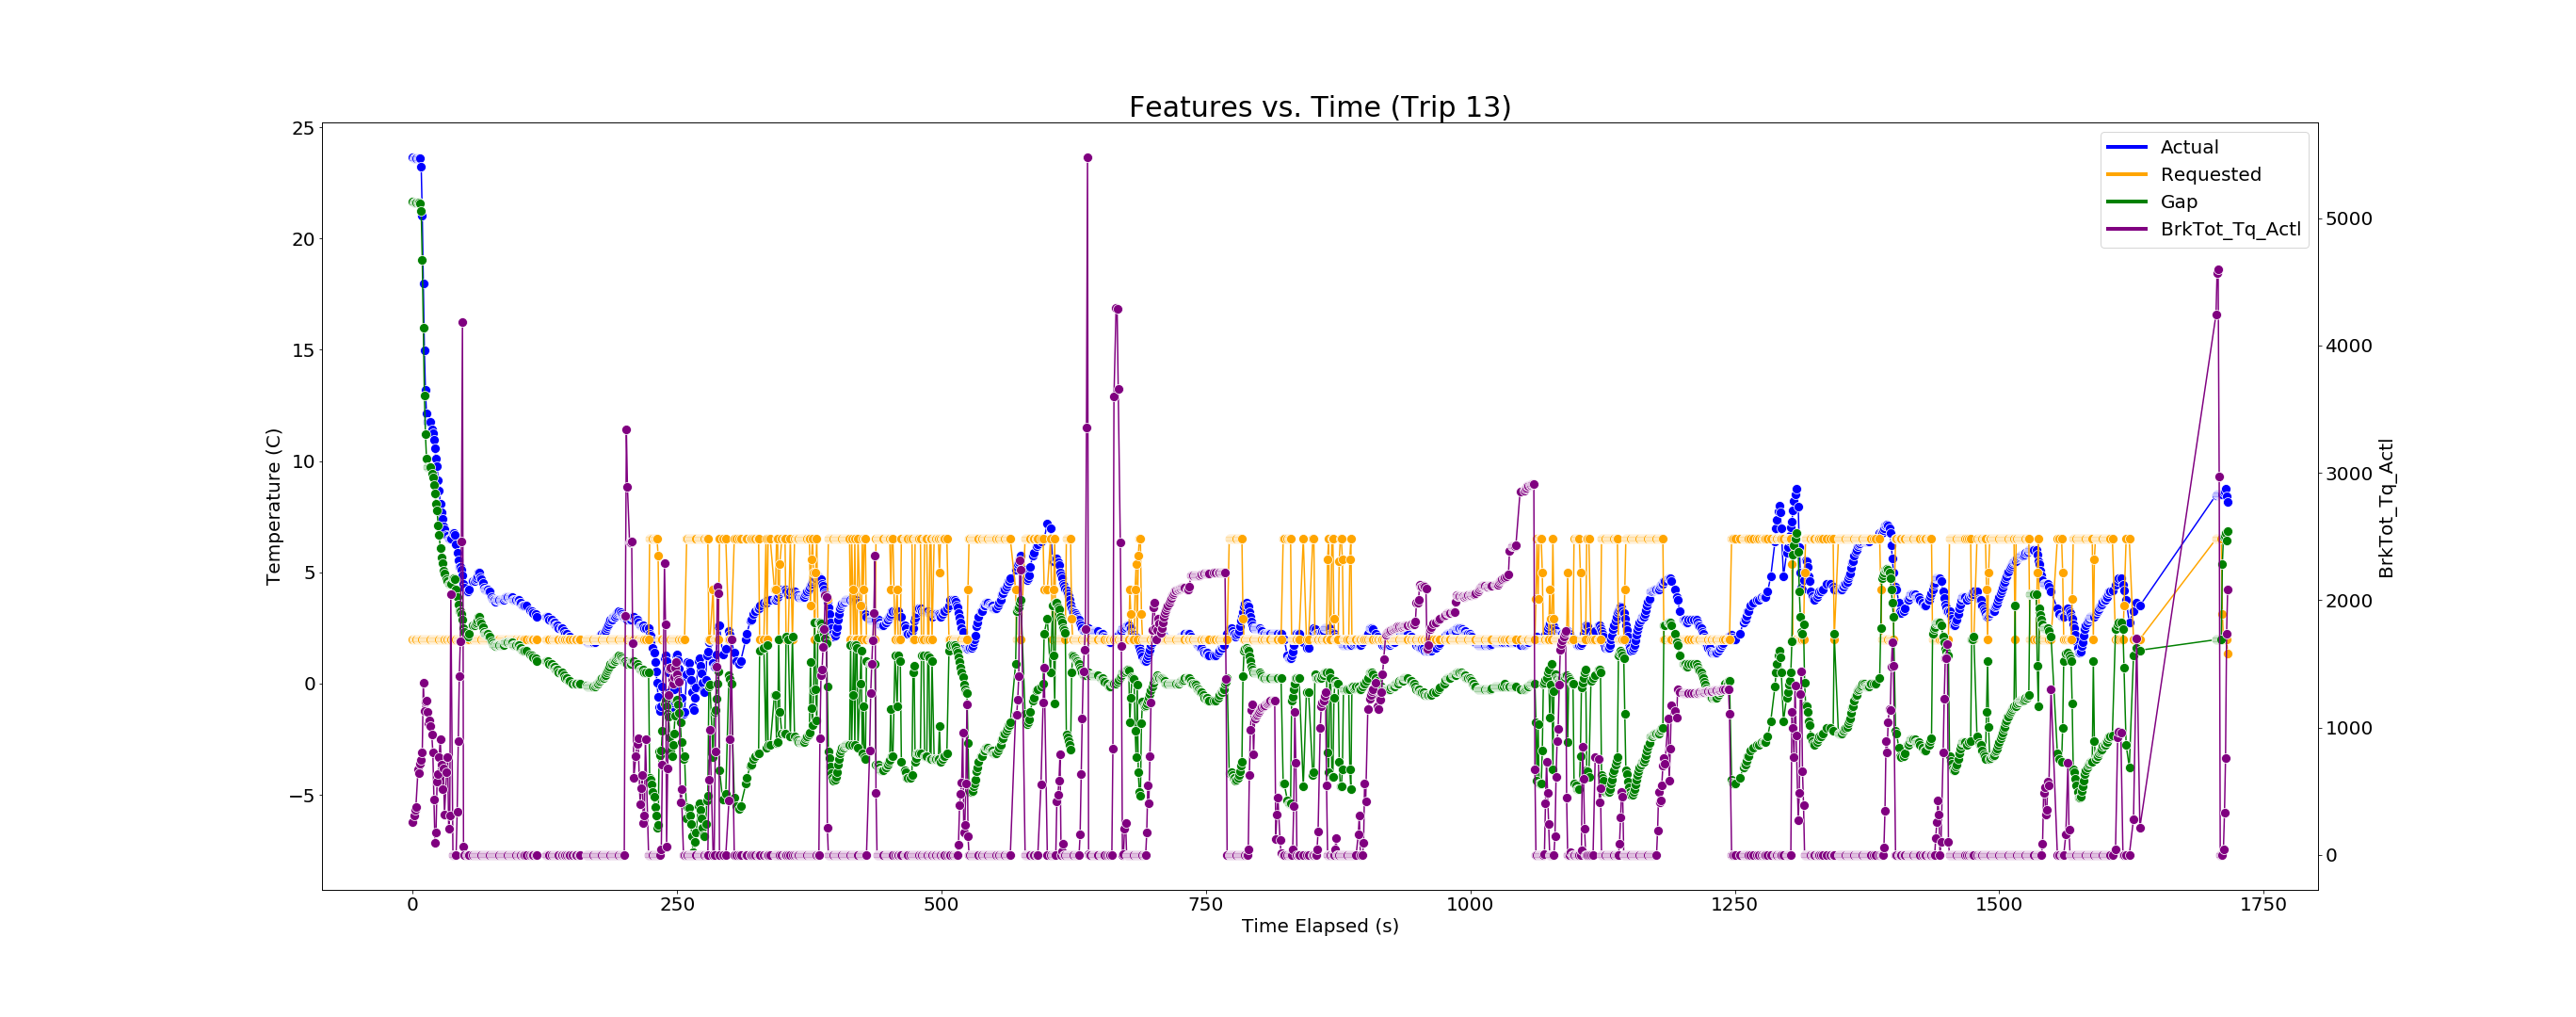 Features vs. Time (Trip 13)
25
20
15
10
5
0
−5
Temperature (C)
Actual
Requested
Gap
BrkTot_Tq_Actl
5000
4000
3000
2000
1000
0
BrkTot_Tq_Actl
0 250 500 750 1000 1250 1500 1750
Time Elapsed (s)